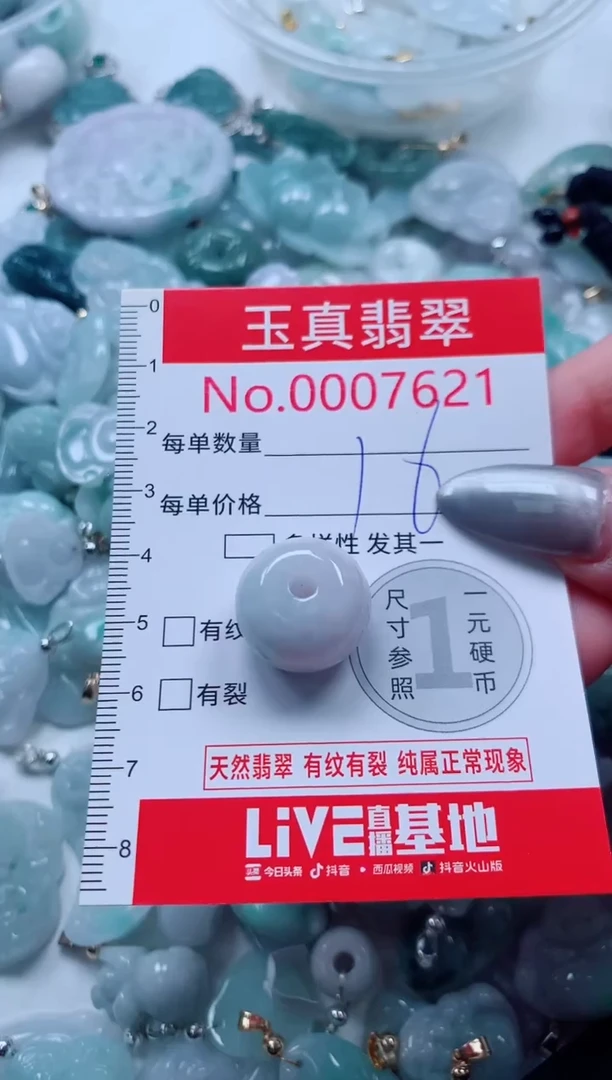 0
玉真翡翠
1
No.0007621
2
每单数量
16
3
每单价格
4
样性 发其一
5
有纹
尺寸参照
1
一元硬币
6
有裂
7
天然翡翠 有纹有裂 纯属正常现象
8
LiVE直播基地
头条 今日头条 抖音 • 西瓜视频 抖音火山版